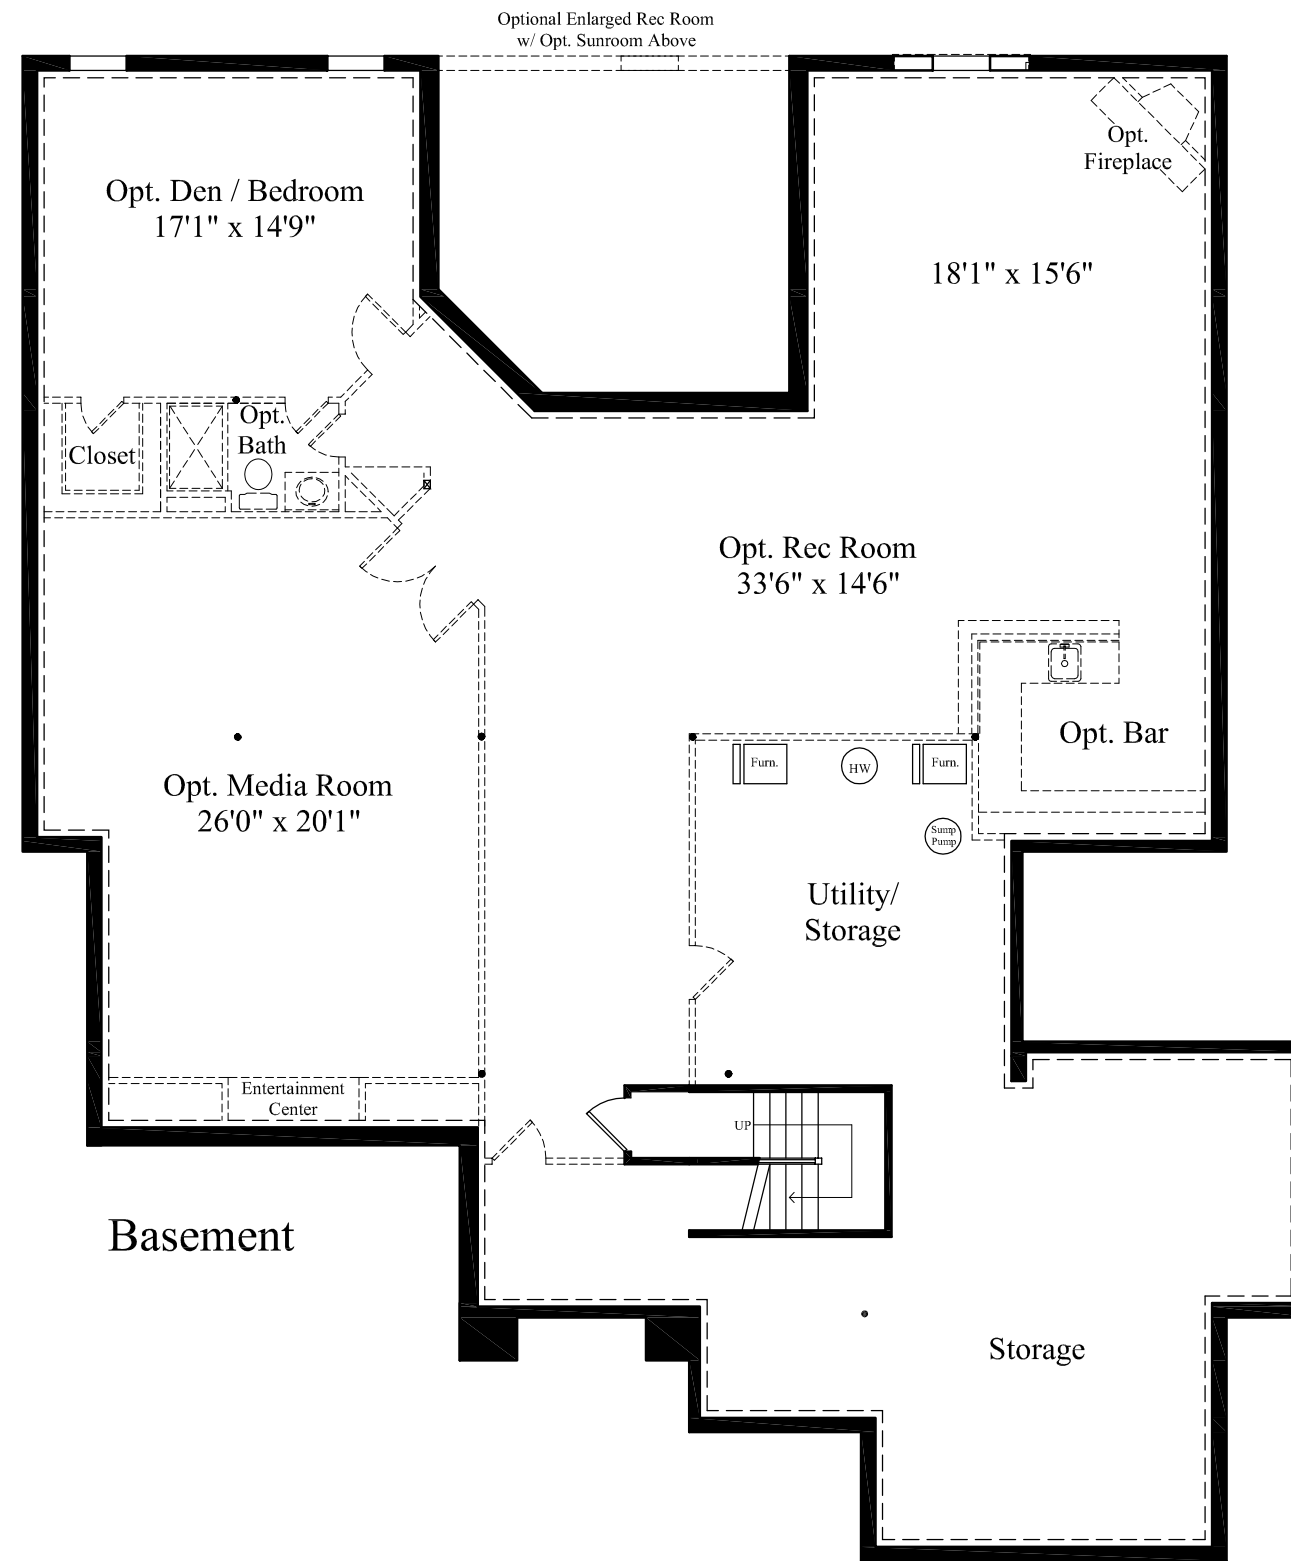 Optional Enlarged Rec Room
w/ Opt. Sunroom Above
Opt.
Fireplace
Opt. Den / Bedroom
17'1" x 14'9"
18'1" x 15'6"
Opt.
Bath
Closet
Opt. Rec Room
33'6" x 14'6"
Opt. Bar
Furn.
HW
Furn.
Opt. Media Room
26'0" x 20'1"
Sump
Pump
Utility/
Storage
Entertainment
Center
UP
Basement
Storage